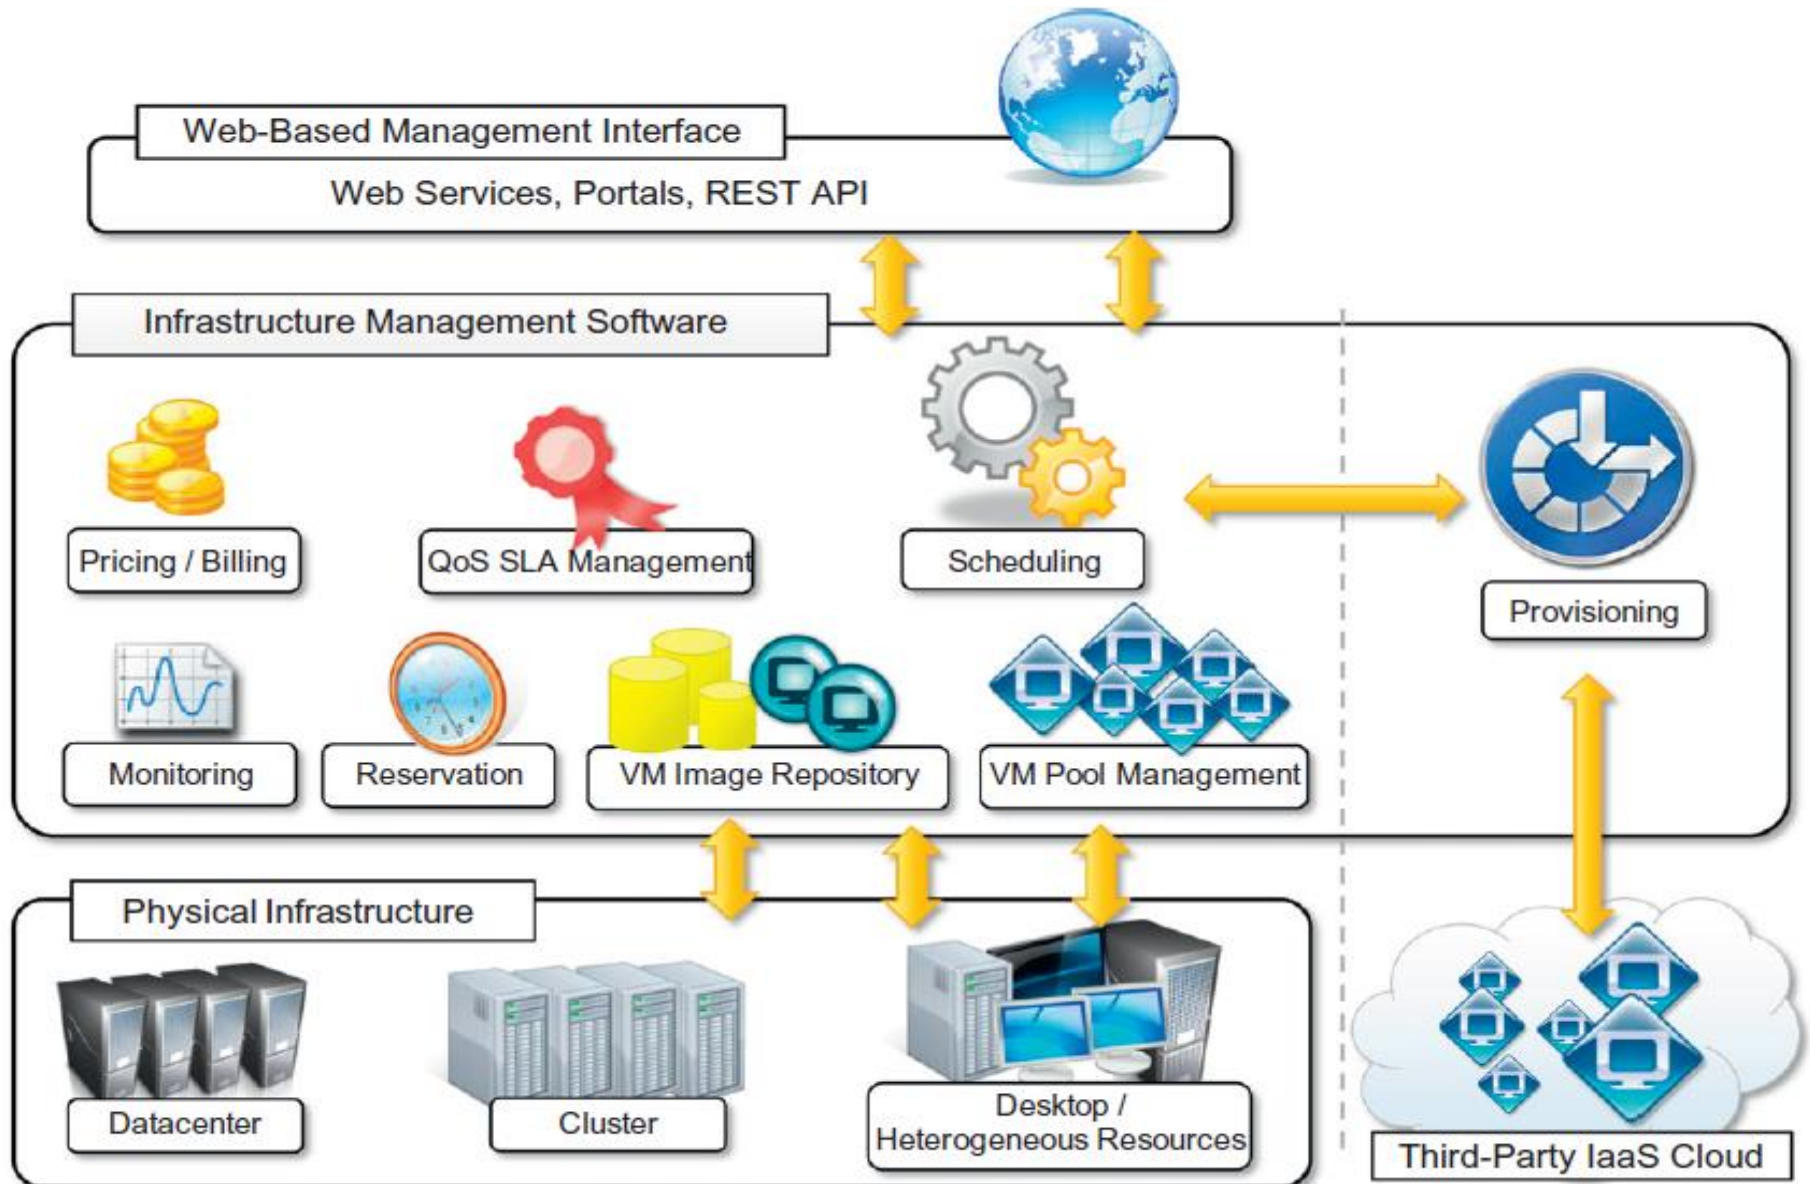 Web-Based Management Interface
Web Services, Portals, REST API
Infrastructure Management Software
Pricing / Billing
QoS SLA Management
Scheduling
Provisioning
Monitoring
Reservation
VM Image Repository
VM Pool Management
Physical Infrastructure
Datacenter
Cluster
Desktop /
Heterogeneous Resources
Third-Party IaaS Cloud